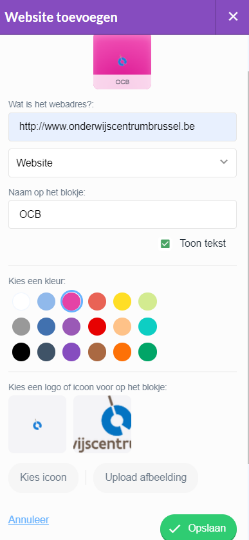 Website toevoegen
OCB
Wat is het webadres?:
http://www.onderwijscentrumbrussel.be
Website
Naam op het blokje:
OCB
Toon tekst
Kies een kleur:
Kies een logo of icoon voor op het blokje:
wijscentru
Kies icoon
Upload afbeelding
Annuleer
Opslaan